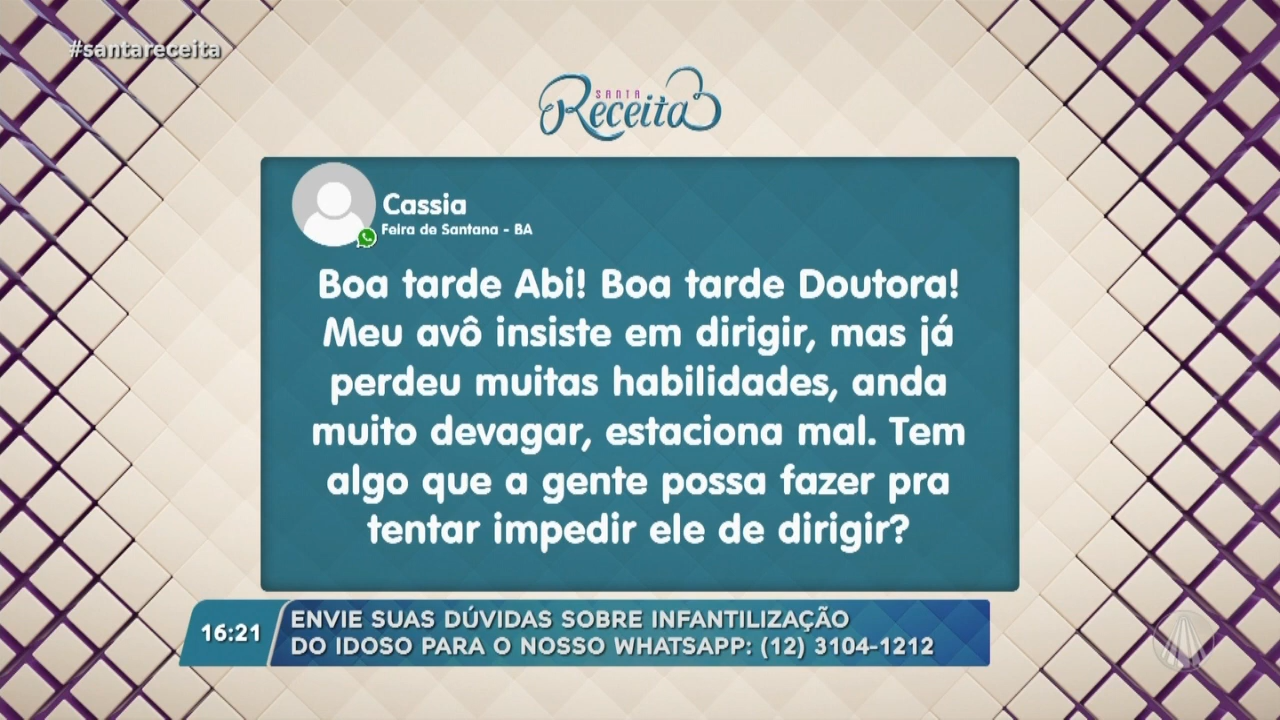 #santareceita
SANTA
Receita
Cassia
Feira de Santana - BA
Boa tarde Abi! Boa tarde Doutora!
Meu avô insiste em dirigir, mas já
perdeu muitas habilidades, anda
muito devagar, estaciona mal. Tem
algo que a gente possa fazer pra
tentar impedir ele de dirigir?
16:21
ENVIE SUAS DÚVIDAS SOBRE INFANTILIZAÇÃO
DO IDOSO PARA O NOSSO WHATSAPP: (12) 3104-1212